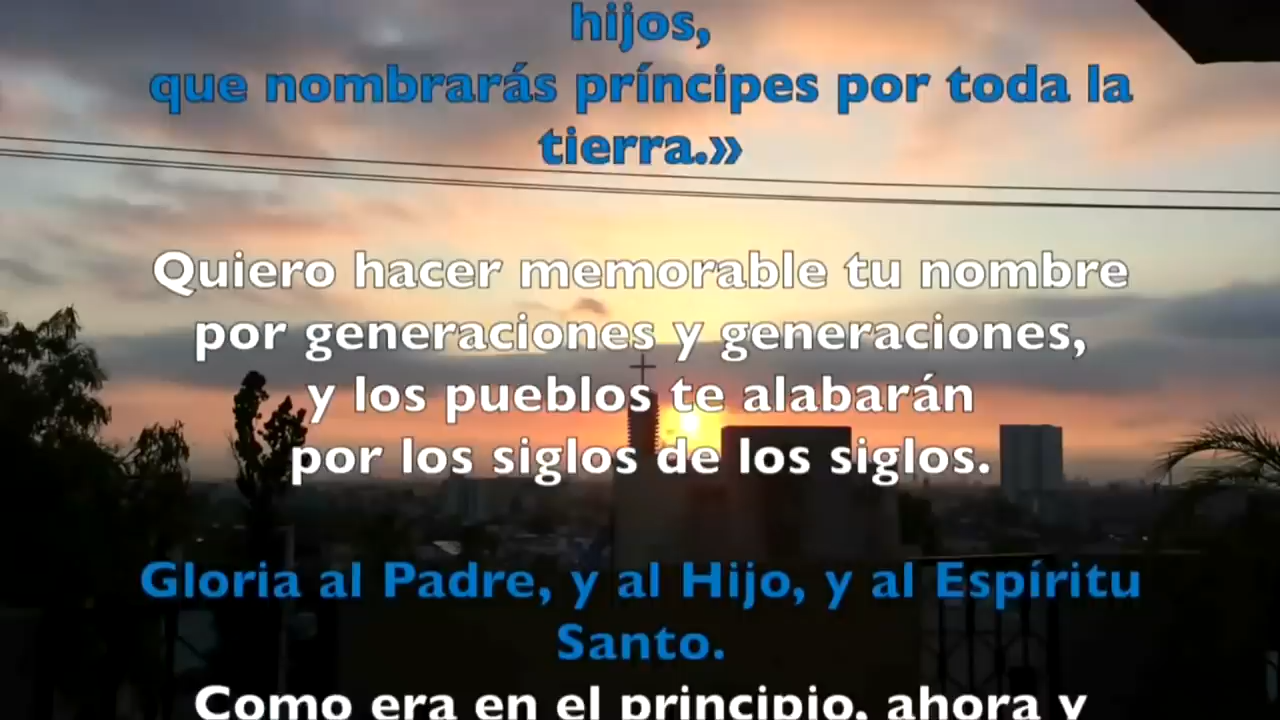 hijos,
que nombrarás príncipes por toda la
tierra.»
Quiero hacer memorable tu nombre
por generaciones y generaciones,
y los pueblos te alabarán
por los siglos de los siglos.
Gloria al Padre, y al Hijo, y al Espíritu
Santo.
Como era en el principio, ahora y